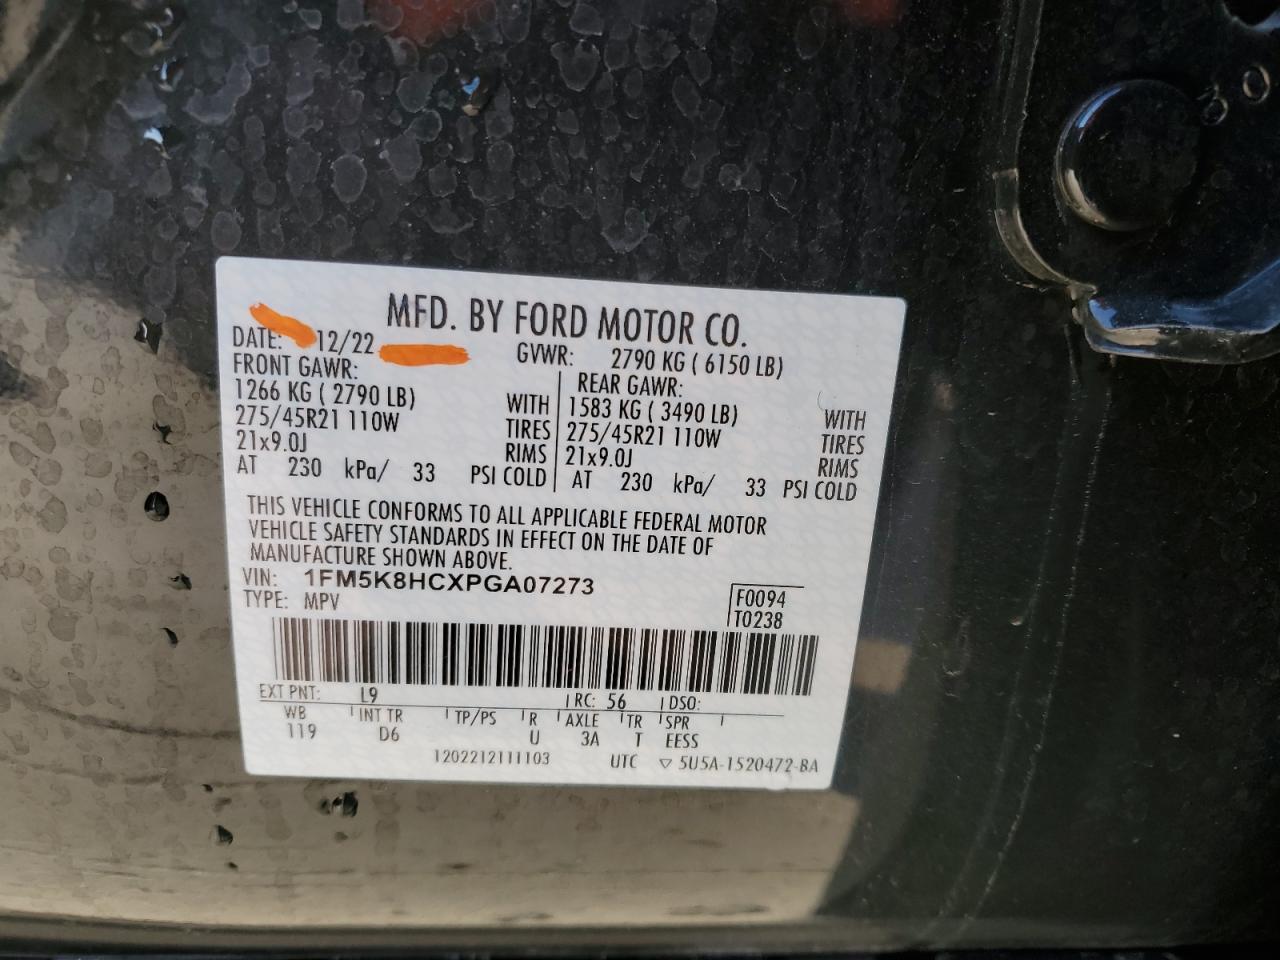 MFD. BY FORD MOTOR CO.
DATE: 12/22 GVWR: 2790 KG ( 6150 LB)
FRONT GAWR: REAR GAWR:
1266 KG ( 2790 LB) WITH 1583 KG ( 3490 LB) WITH
275/45R21 110W TIRES 275/45R21 110W TIRES
21x9.0J RIMS 21x9.0J RIMS
AT 230 kPa/ 33 PSI COLD AT 230 kPa/ 33 PSI COLD
THIS VEHICLE CONFORMS TO ALL APPLICABLE FEDERAL MOTOR
VEHICLE SAFETY STANDARDS IN EFFECT ON THE DATE OF
MANUFACTURE SHOWN ABOVE.
VIN: 1FM5K8HCXPGA07273
TYPE: MPV F0094
T0238
EXT PNT: L9 RC: 56 DSO:
WB INT TR TP/PS R AXLE TR SPR
119 D6 U 3A T EESS
1202212111103 UTC ▽ 5U5A-1520472-BA
30